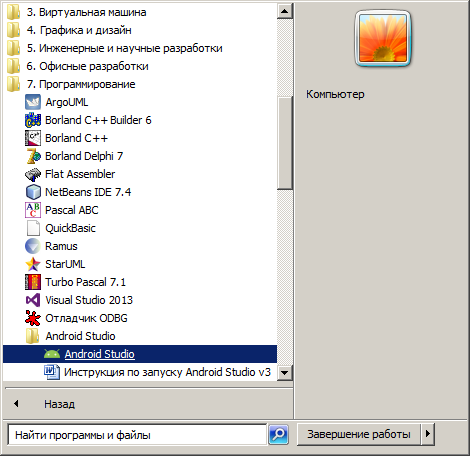 3. Виртуальная машина
4. Графика и дизайн
5. Инженерные и научные разработки
6. Офисные разработки
7. Программирование
ArgoUML
Borland C++ Builder 6
Borland C++
Borland Delphi 7
Flat Assembler
NetBeans IDE 7.4
Pascal ABC
QuickBasic
Ramus
StarUML
Turbo Pascal 7.1
Visual Studio 2013
Отладчик ODBG
Android Studio
Android Studio
Инструкция по запуску Android Studio v3
Назад
Найти программы и файлы
Компьютер
Завершение работы